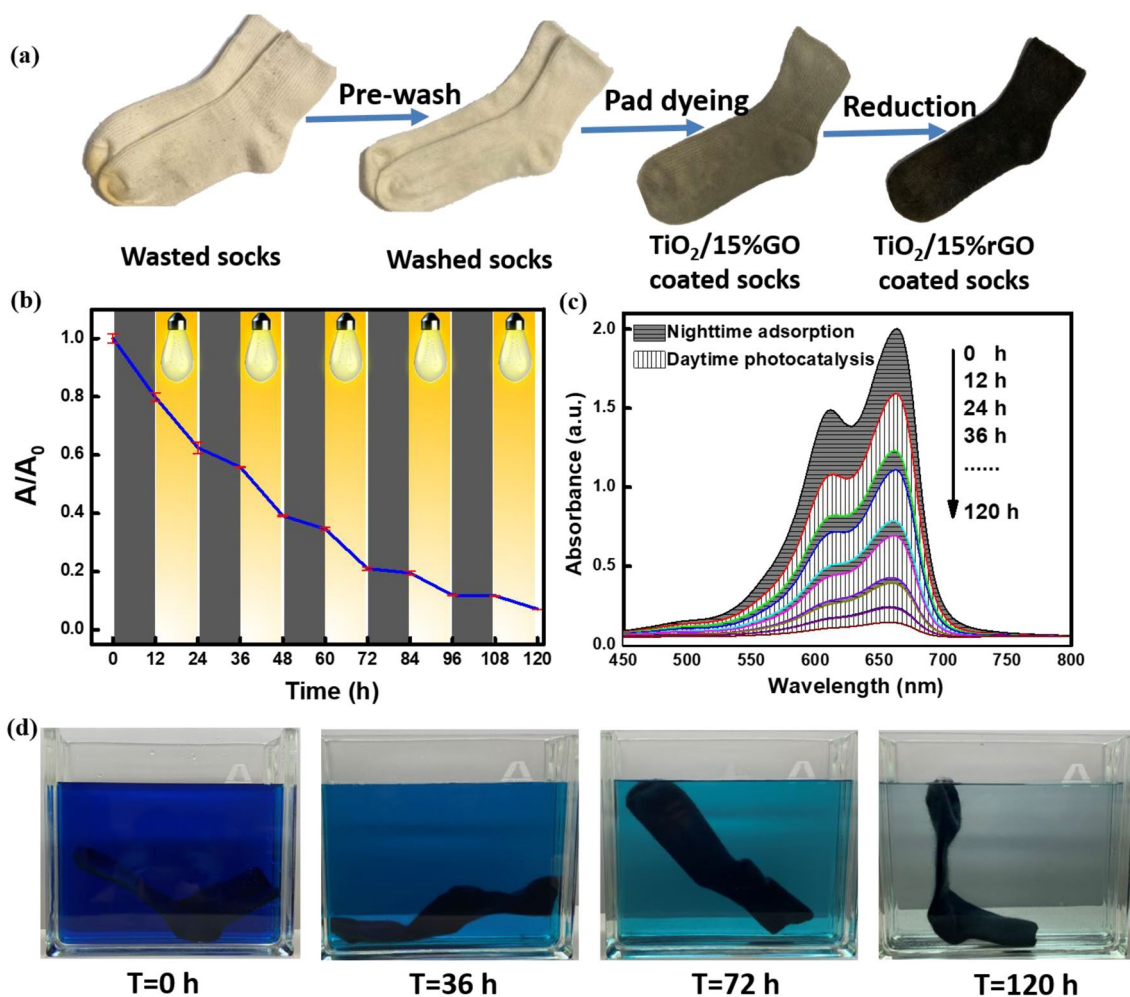 (a)
Pre-wash
Pad dyeing
Reduction
Wasted socks
Washed socks
TiO₂/15%GO
coated socks
TiO₂/15%rGO
coated socks
(b)
A/A₀
1.0
0.8
0.6
0.4
0.2
0.0
0 12 24 36 48 60 72 84 96 108 120
Time (h)
(c)
Absorbance (a.u.)
2.0
1.5
1.0
0.5
0.0
Nighttime adsorption
Daytime photocatalysis
0 h
12 h
24 h
36 h
......
120 h
450 500 550 600 650 700 750 800
Wavelength (nm)
(d)
T=0 h
T=36 h
T=72 h
T=120 h